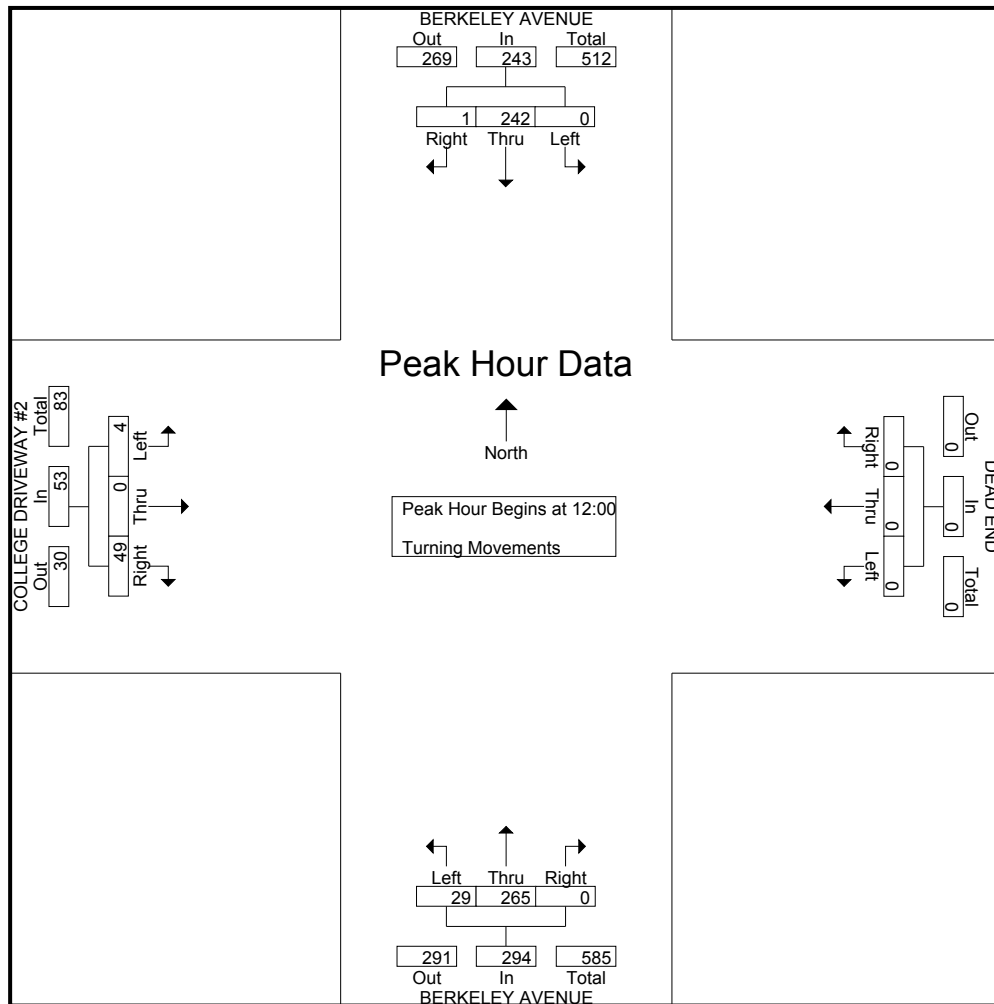 BERKELEY AVENUE
Out In Total
269 243 512
1 242 0
Right Thru Left
Peak Hour Data
North
Peak Hour Begins at 12:00
Turning Movements
COLLEGE DRIVEWAY #2
Out In Total
30 53 83
49 0 4
Right Thru Left
DEAD END
Out In Total
0 0 0
0 0 0
Right Thru Left
Left Thru Right
29 265 0
291 294 585
Out In Total
BERKELEY AVENUE